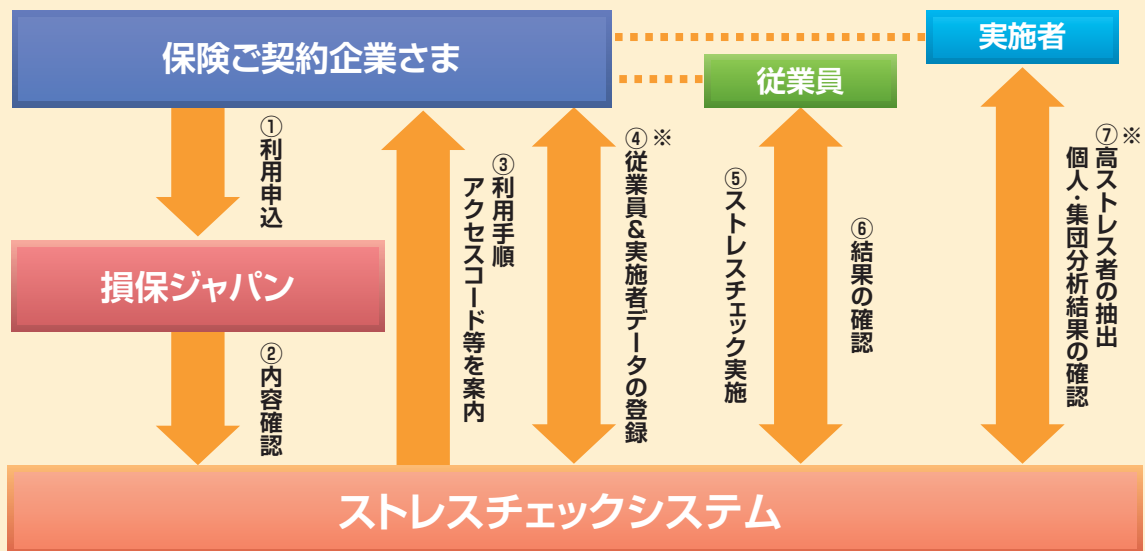 保険ご契約企業さま
実施者
従業員
①利用申込
損保ジャパン
②内容確認
③利用手順
アクセスコード等を案内
④※
従業員&実施者データの登録
⑤ストレスチェック実施
⑥結果の確認
⑦※
高ストレス者の抽出
個人・集団分析結果の確認
ストレスチェックシステム